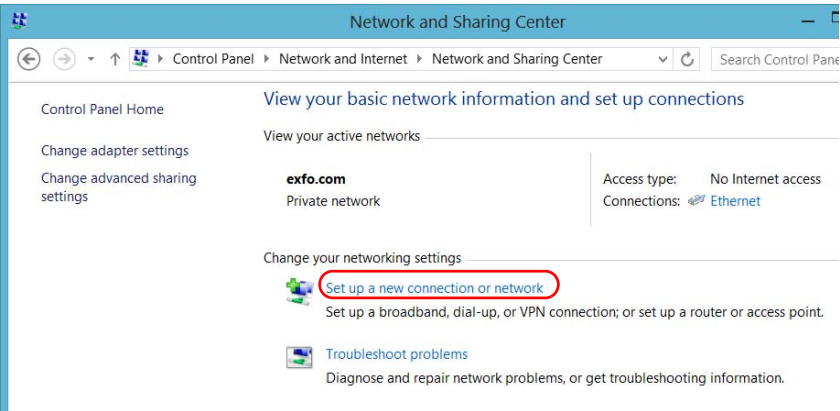 Network and Sharing Center
Control Panel Network and Internet Network and Sharing Center
Search Control Pane
Control Panel Home
Change adapter settings
Change advanced sharing
settings
View your basic network information and set up connections
View your active networks
exfo.com
Private network
Access type: No Internet access
Connections: Ethernet
Change your networking settings
Set up a new connection or network
Set up a broadband, dial-up, or VPN connection; or set up a router or access point.
Troubleshoot problems
Diagnose and repair network problems, or get troubleshooting information.